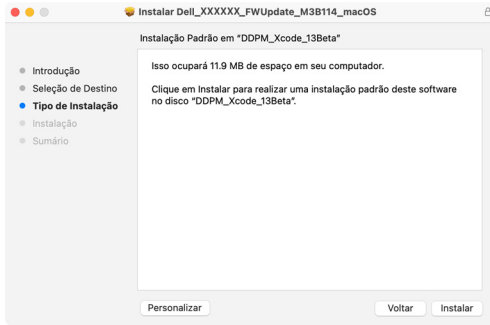 Instalar Dell_XXXXXX_FWUpdate_M3B114_macOS
Instalação Padrão em “DDPM_Xcode_13Beta”
Introdução
Seleção de Destino
Tipo de Instalação
Instalação
Sumário
Isso ocupará 11.9 MB de espaço em seu computador.
Clique em Instalar para realizar uma instalação padrão deste software
no disco “DDPM_Xcode_13Beta”.
Personalizar
Voltar
Instalar